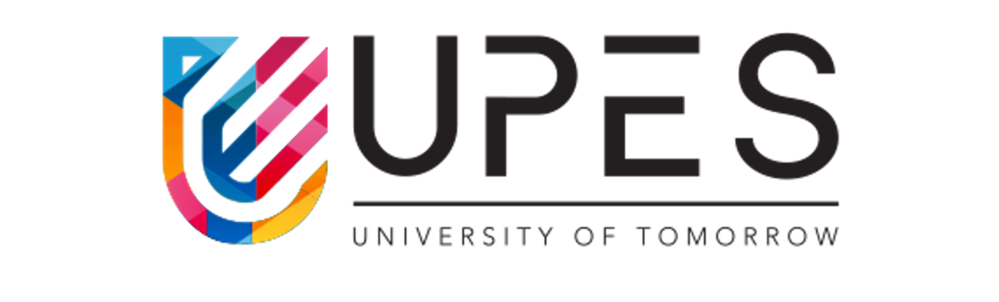 UPES
UNIVERSITY OF TOMORROW